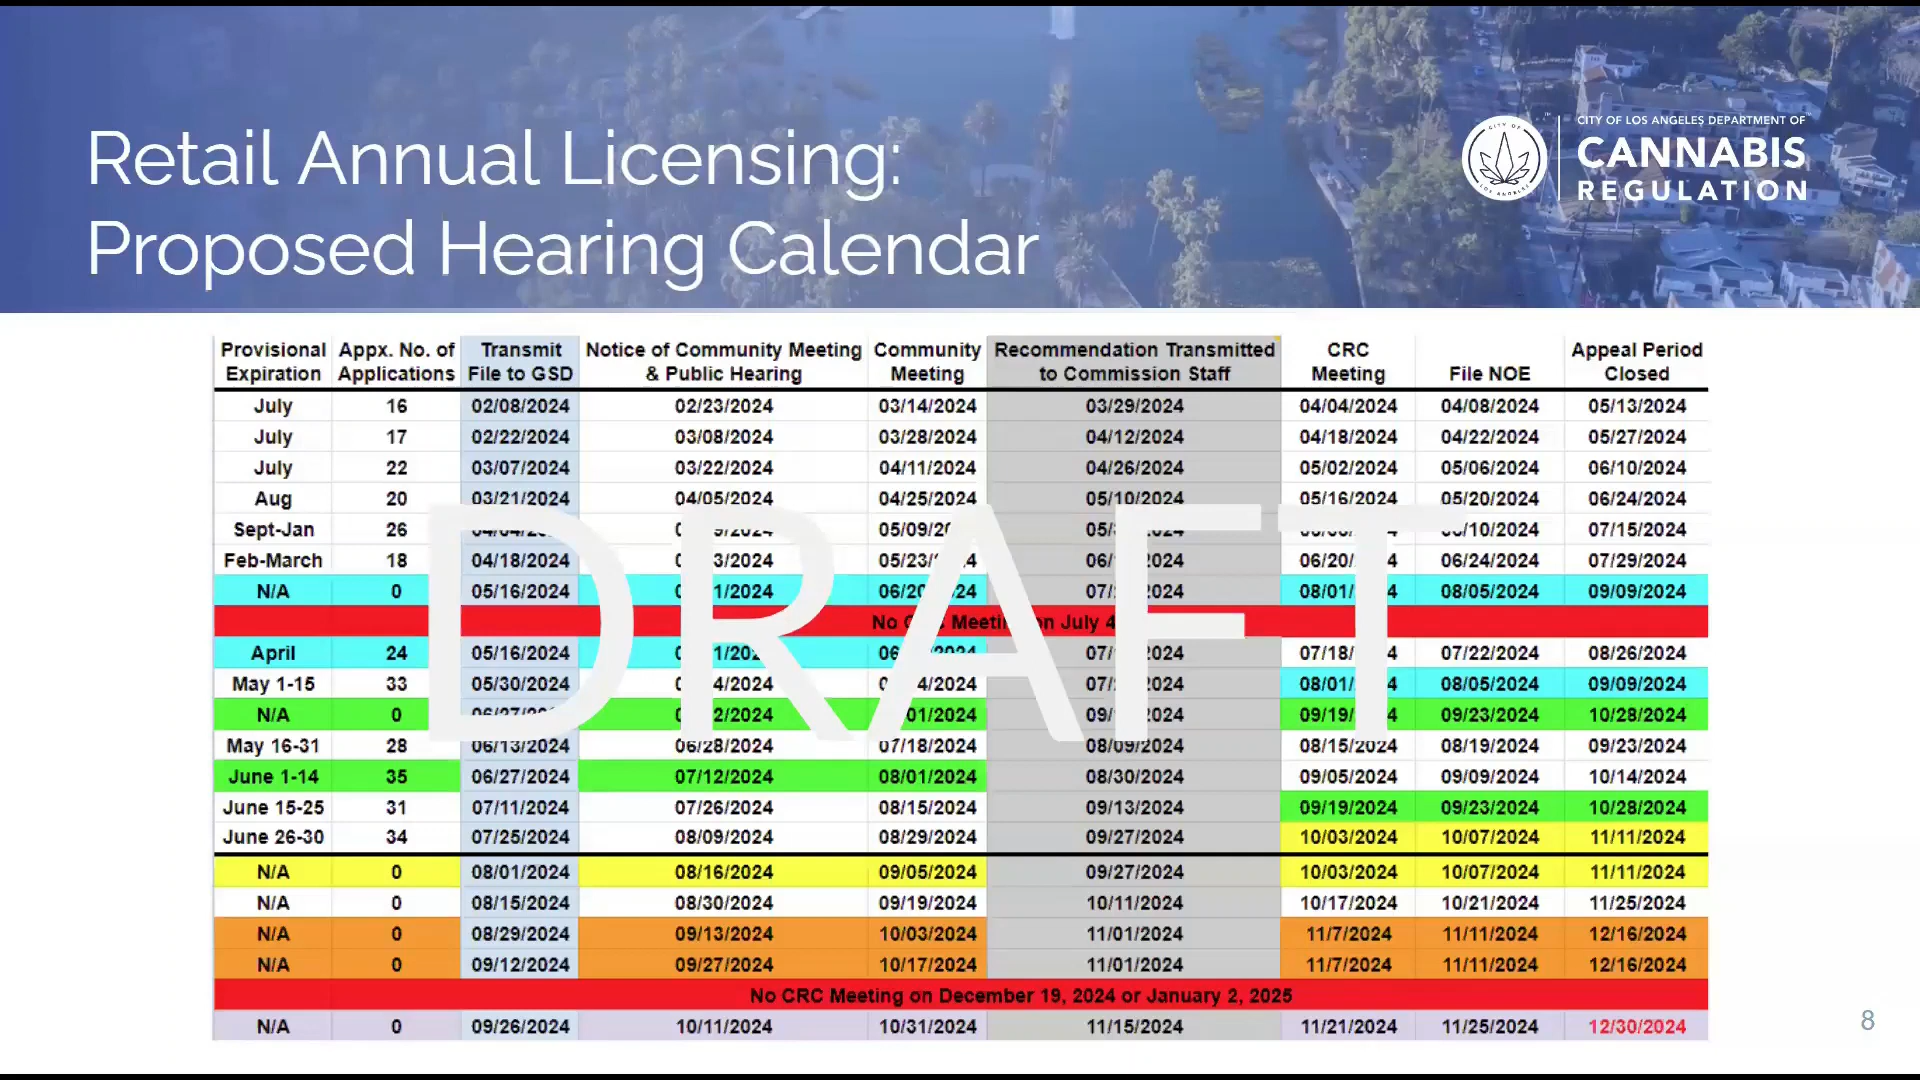 Retail Annual Licensing:
Proposed Hearing Calendar
CITY OF LOS ANGELES DEPARTMENT OF
CANNABIS
REGULATION
Provisional Expiration Appx. No. of Applications Transmit File to GSD Notice of Community Meeting & Public Hearing Community Meeting Recommendation Transmitted to Commission Staff CRC Meeting File NOE Appeal Period Closed
July 16 02/08/2024 02/23/2024 03/14/2024 03/29/2024 04/04/2024 04/08/2024 05/13/2024
July 17 02/22/2024 03/08/2024 03/28/2024 04/12/2024 04/18/2024 04/22/2024 05/27/2024
July 22 03/07/2024 03/22/2024 04/11/2024 04/26/2024 05/02/2024 05/06/2024 06/10/2024
Aug 20 03/21/2024 04/05/2024 04/25/2024 05/10/2024 05/16/2024 05/20/2024 06/24/2024
Sept-Jan 26 07/15/2024
Feb-March 18 04/18/2024 06/24/2024 07/29/2024
N/A 0 05/16/2024 08/05/2024 09/09/2024
No Meeting on July 4
April 24 05/16/2024 07/22/2024 08/26/2024
May 1-15 33 05/30/2024 08/05/2024 09/09/2024
N/A 0 09/23/2024 10/28/2024
May 16-31 28 06/13/2024 06/28/2024 07/18/2024 08/09/2024 08/15/2024 08/19/2024 09/23/2024
June 1-14 35 06/27/2024 07/12/2024 08/01/2024 08/30/2024 09/05/2024 09/09/2024 10/14/2024
June 15-25 31 07/11/2024 07/26/2024 08/15/2024 09/13/2024 09/19/2024 09/23/2024 10/28/2024
June 26-30 34 07/25/2024 08/09/2024 08/29/2024 09/27/2024 10/03/2024 10/07/2024 11/11/2024
N/A 0 08/01/2024 08/16/2024 09/05/2024 09/27/2024 10/03/2024 10/07/2024 11/11/2024
N/A 0 08/15/2024 08/30/2024 09/19/2024 10/11/2024 10/17/2024 10/21/2024 11/25/2024
N/A 0 08/29/2024 09/13/2024 10/03/2024 11/01/2024 11/7/2024 11/11/2024 12/16/2024
N/A 0 09/12/2024 09/27/2024 10/17/2024 11/01/2024 11/7/2024 11/11/2024 12/16/2024
No CRC Meeting on December 19, 2024 or January 2, 2025
N/A 0 09/26/2024 10/11/2024 10/31/2024 11/15/2024 11/21/2024 11/25/2024 12/30/2024
DRAFT
8